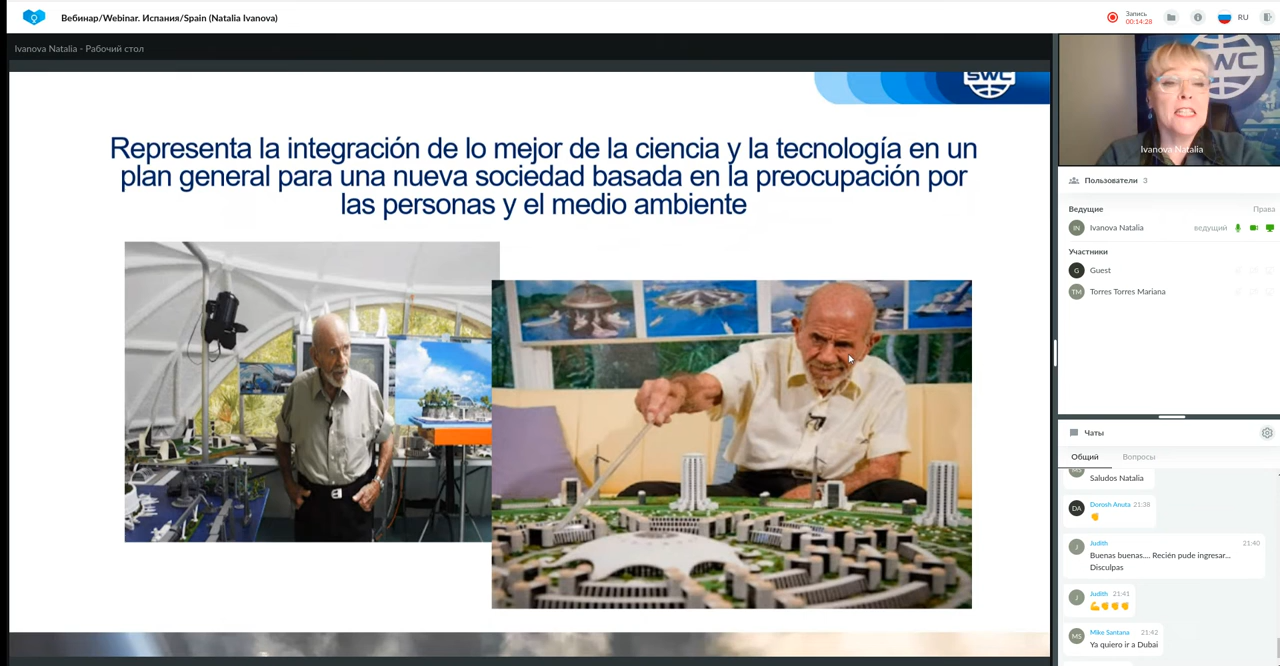 Вебинар/Webinar. Испания/Spain (Natalia Ivanova)
Запись
00:14:28
RU
Ivanova Natalia - Рабочий стол
SWC
Representa la integración de lo mejor de la ciencia y la tecnología en un
plan general para una nueva sociedad basada en la preocupación por
las personas y el medio ambiente
WC
Ivanova Natalia
Пользователи 3
Ведущие Права
IN Ivanova Natalia ведущий
Участники
G Guest
TM Torres Torres Mariana
Чаты
Общий Вопросы
MS
Saludos Natalia
DA Dorosh Anuta 21:38
✊
J Judith 21:40
Buenas buenas.... Recién pude ingresar...
Disculpas
J Judith 21:41
💪✊✊✊
MS Mike Santana 21:42
Ya quiero ir a Dubai